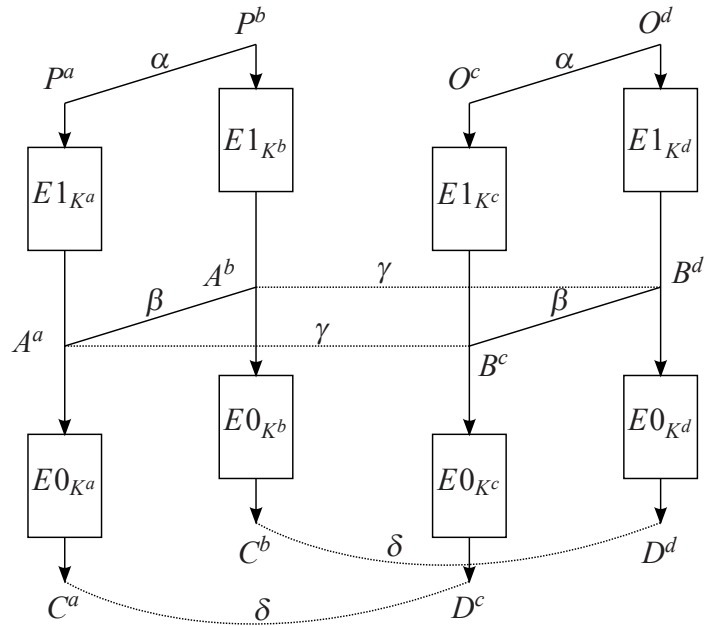 P^b O^d
α α
P^a O^c
E1_{K^b} E1_{K^d}
E1_{K^a} E1_{K^c}
A^b γ B^d
β β
A^a γ B^c
E0_{K^b} E0_{K^d}
E0_{K^a} E0_{K^c}
C^b δ D^d
C^a δ D^c